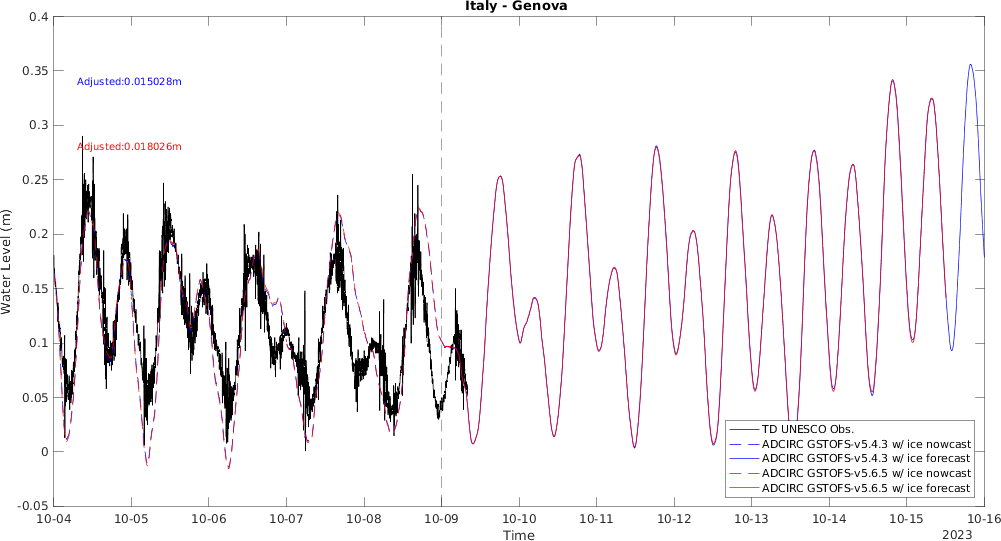 Italy - Genova
0.4
0.35
0.3
0.25
0.2
0.15
0.1
0.05
0
-0.05
Water Level (m)
Adjusted:0.015028m
Adjusted:0.018026m
TD UNESCO Obs.
ADCIRC GSTOFS-v5.4.3 w/ ice nowcast
ADCIRC GSTOFS-v5.4.3 w/ ice forecast
ADCIRC GSTOFS-v5.6.5 w/ ice nowcast
ADCIRC GSTOFS-v5.6.5 w/ ice forecast
10-04 10-05 10-06 10-07 10-08 10-09 10-10 10-11 10-12 10-13 10-14 10-15 10-16
Time
2023